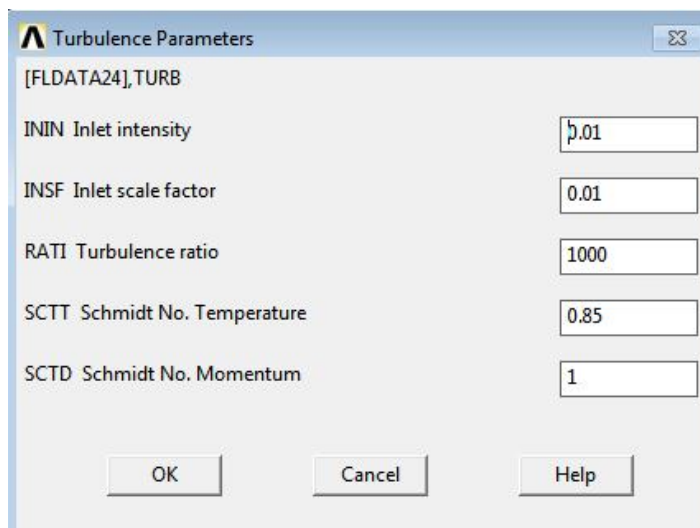 Turbulence Parameters
[FLDATA24],TURB
ININ Inlet intensity 0.01
INSF Inlet scale factor 0.01
RATI Turbulence ratio 1000
SCTT Schmidt No. Temperature 0.85
SCTD Schmidt No. Momentum 1
OK Cancel Help